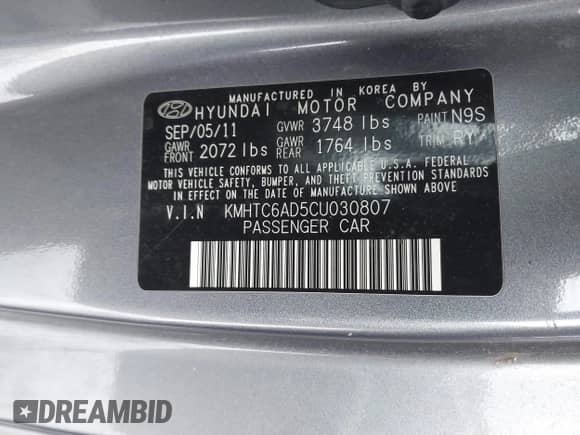 MANUFACTURED IN KOREA BY
HYUNDAI MOTOR COMPANY
SEP/05/11 GVWR 3748 lbs PAINT N9S
GAWR FRONT 2072 lbs GAWR REAR 1764 lbs TRIM RY
THIS VEHICLE CONFORMS TO ALL APPLICABLE U.S.A. FEDERAL
MOTOR VEHICLE SAFETY, BUMPER, AND THEFT PREVENTION STANDARDS
IN EFFECT ON THE DATE OF MANUFACTURE SHOWN ABOVE.
V.I.N KMHTC6AD5CU030807
PASSENGER CAR
DREAMBID